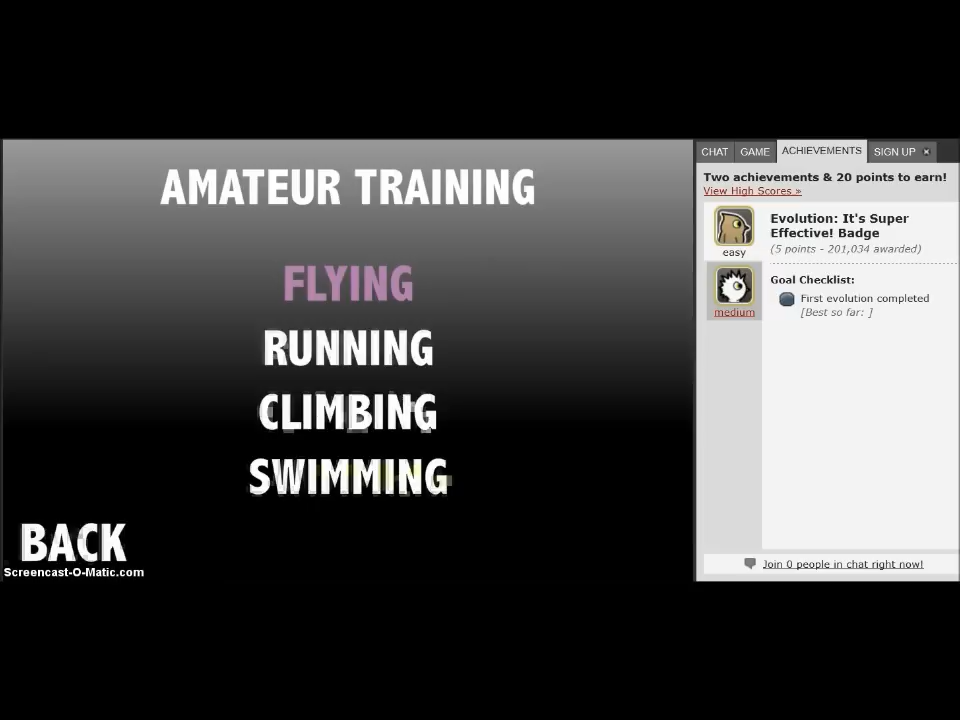 AMATEUR TRAINING
FLYING
RUNNING
CLIMBING
SWIMMING
BACK
Screencast-O-Matic.com
CHAT GAME ACHIEVEMENTS SIGN UP
Two achievements & 20 points to earn!
View High Scores »
easy
medium
Evolution: It's Super
Effective! Badge
(5 points - 201,034 awarded)
Goal Checklist:
First evolution completed
[Best so far: ]
Join 0 people in chat right now!